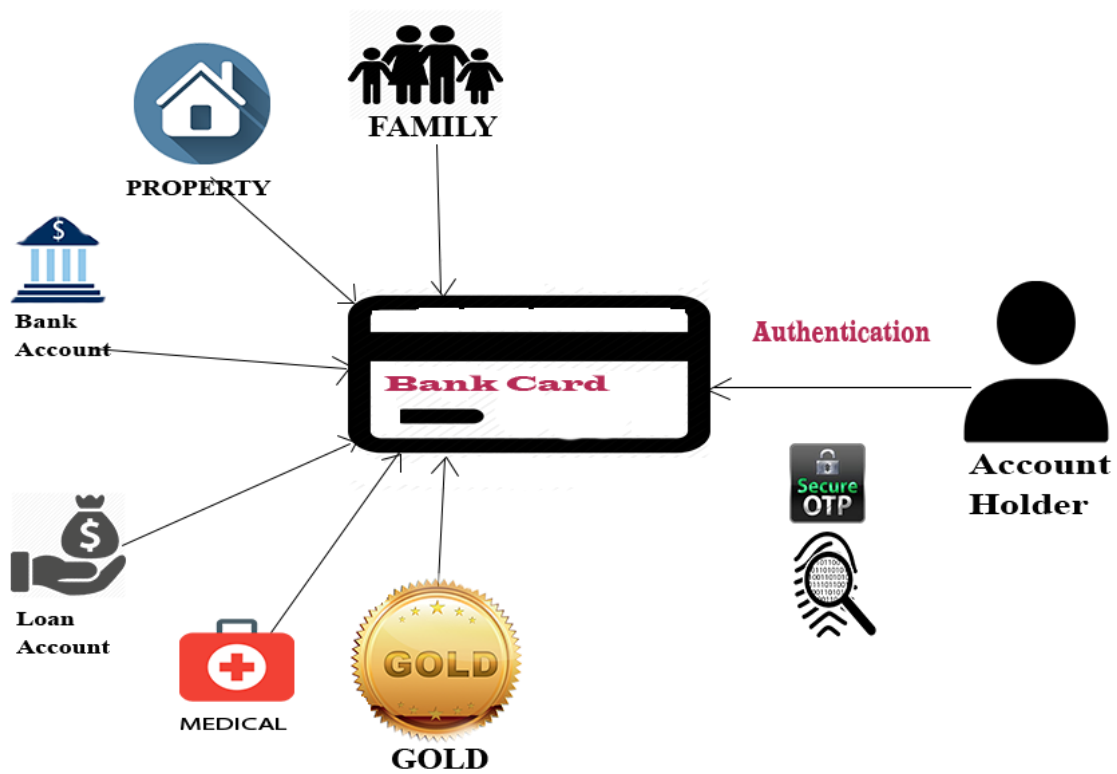 FAMILY
PROPERTY
$
Bank
Account
Authentication
Bank Card
Account
Holder
Secure
OTP
$
Loan
Account
GOLD
MEDICAL
GOLD